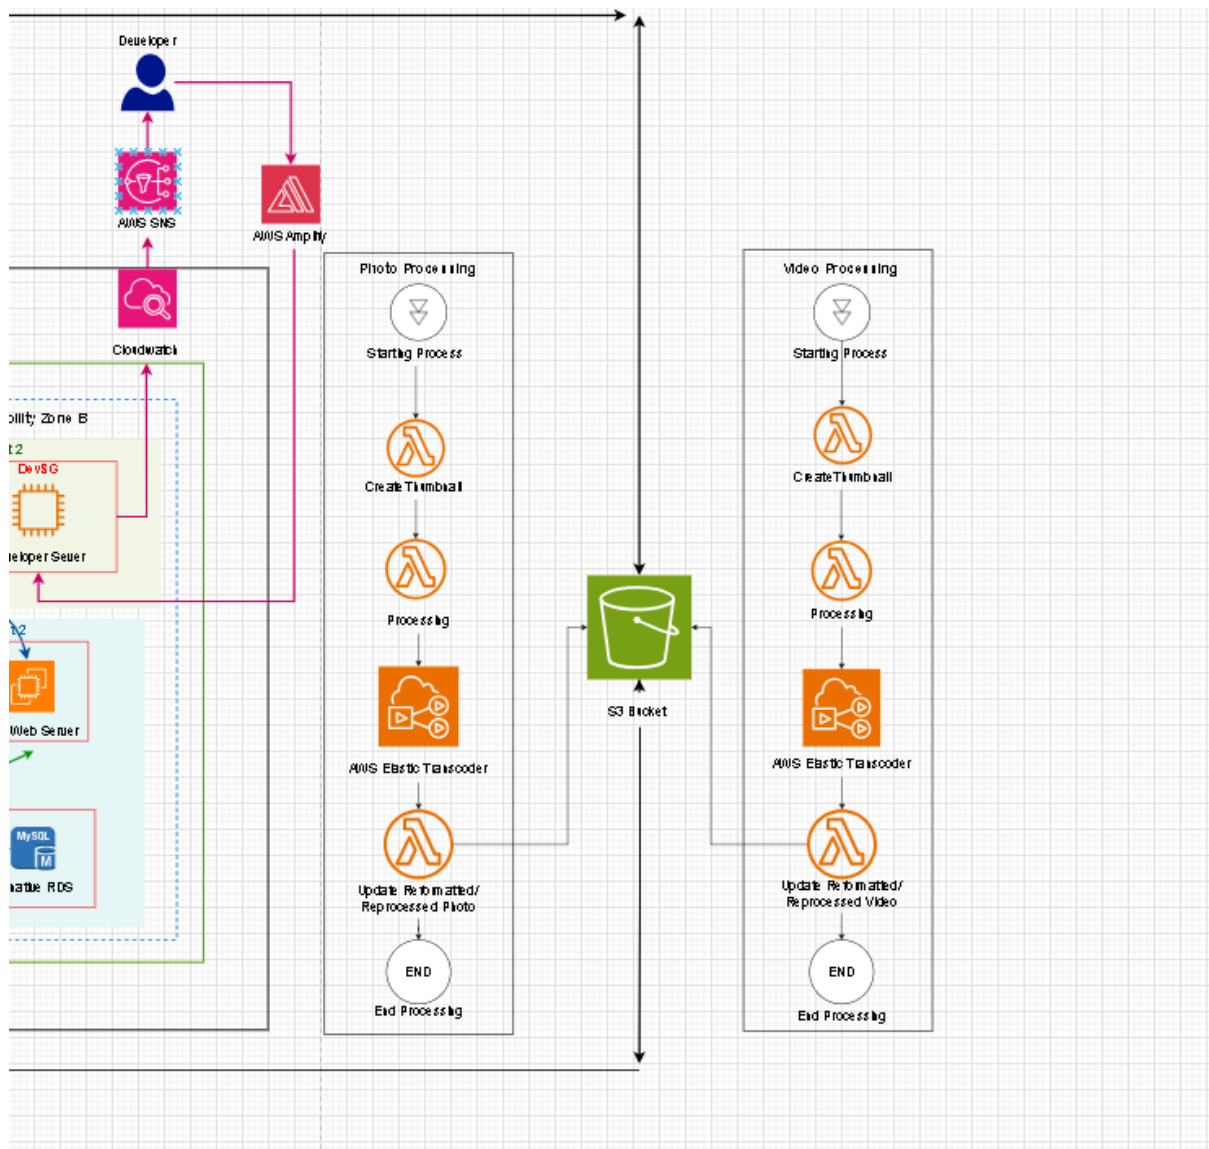 Developer
AWS SNS
AWS Amplify
Cloudwatch
Zone B
t 2
DevSG
t 2
Web Server
MySQL
M
RDS
Photo Processing
Starting Process
Create Thumbnail
Processing
AWS Elastic Transcoder
Update Reformatted/
Reprocessed Photo
END
End Processing
S3 Bucket
Video Processing
Starting Process
Create Thumbnail
Processing
AWS Elastic Transcoder
Update Reformatted/
Reprocessed Video
END
End Processing